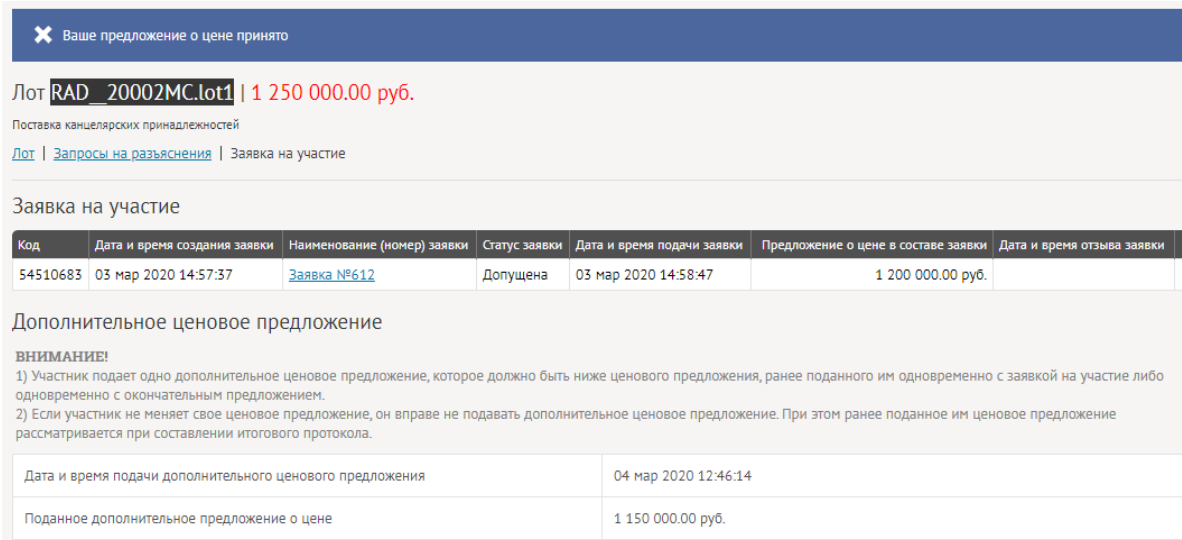 Ваше предложение о цене принято
Лот RAD__20002MC.lot1 | 1 250 000.00 руб.
Поставка канцелярских принадлежностей
Лот | Запросы на разъяснения | Заявка на участие
Заявка на участие
Код Дата и время создания заявки Наименование (номер) заявки Статус заявки Дата и время подачи заявки Предложение о цене в составе заявки Дата и время отзыва заявки
54510683 03 мар 2020 14:57:37 Заявка №612 Допущена 03 мар 2020 14:58:47 1 200 000.00 руб.
Дополнительное ценовое предложение
ВНИМАНИЕ!
1) Участник подает одно дополнительное ценовое предложение, которое должно быть ниже ценового предложения, ранее поданного им одновременно с заявкой на участие либо
одновременно с окончательным предложением.
2) Если участник не меняет свое ценовое предложение, он вправе не подавать дополнительное ценовое предложение. При этом ранее поданное им ценовое предложение
рассматривается при составлении итогового протокола.
Дата и время подачи дополнительного ценового предложения 04 мар 2020 12:46:14
Поданное дополнительное предложение о цене 1 150 000.00 руб.